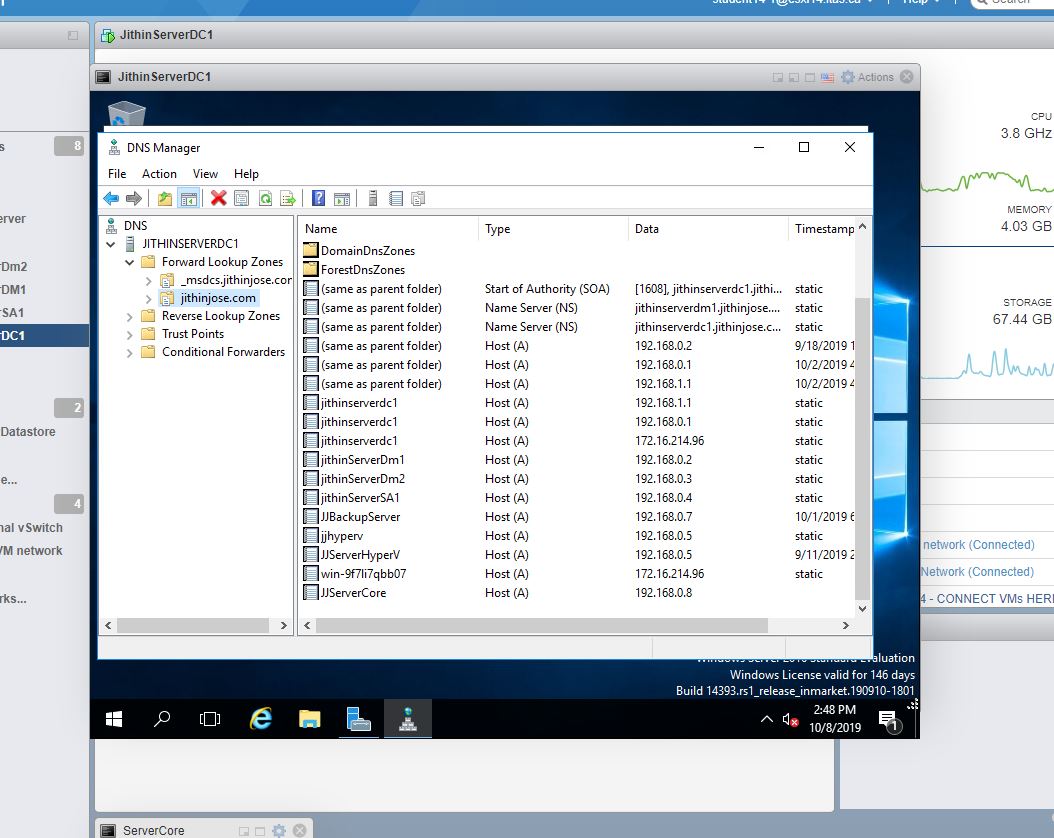 Help
Search
JithinServerDC1
JithinServerDC1
Actions
8
erver
rDm2
rDM1
rSA1
rDC1
2
Datastore
e...
4
nal vSwitch
VM network
rks...
DNS Manager
File Action View Help
DNS
JITHINSERVERDC1
Forward Lookup Zones
_msdcs.jithinjose.com
jithinjose.com
Reverse Lookup Zones
Trust Points
Conditional Forwarders
Name Type Data Timestamp
DomainDnsZones
ForestDnsZones
(same as parent folder) Start of Authority (SOA) [1608], jithinserverdc1.jithi... static
(same as parent folder) Name Server (NS) jithinserverdm1.jithinjose.... static
(same as parent folder) Name Server (NS) jithinserverdc1.jithinjose.c... static
(same as parent folder) Host (A) 192.168.0.2 9/18/2019 1
(same as parent folder) Host (A) 192.168.0.1 10/2/2019 4
(same as parent folder) Host (A) 192.168.1.1 10/2/2019 4
jithinserverdc1 Host (A) 192.168.1.1 static
jithinserverdc1 Host (A) 192.168.0.1 static
jithinserverdc1 Host (A) 172.16.214.96 static
jithinServerDm1 Host (A) 192.168.0.2 static
jithinServerDm2 Host (A) 192.168.0.3 static
jithinServerSA1 Host (A) 192.168.0.4 static
JJBackupServer Host (A) 192.168.0.7 10/1/2019 6
jjhyperv Host (A) 192.168.0.5 static
JJServerHyperV Host (A) 192.168.0.5 9/11/2019 2
win-9f7li7qbb07 Host (A) 172.16.214.96 static
JJServerCore Host (A) 192.168.0.8
Windows Server 2016 Standard Evaluation
Windows License valid for 146 days
Build 14393.rs1_release_inmarket.190910-1801
2:48 PM
10/8/2019
1
CPU
3.8 GHz
MEMORY
4.03 GB
STORAGE
67.44 GB
network (Connected)
Network (Connected)
4 - CONNECT VMs HERE
ServerCore